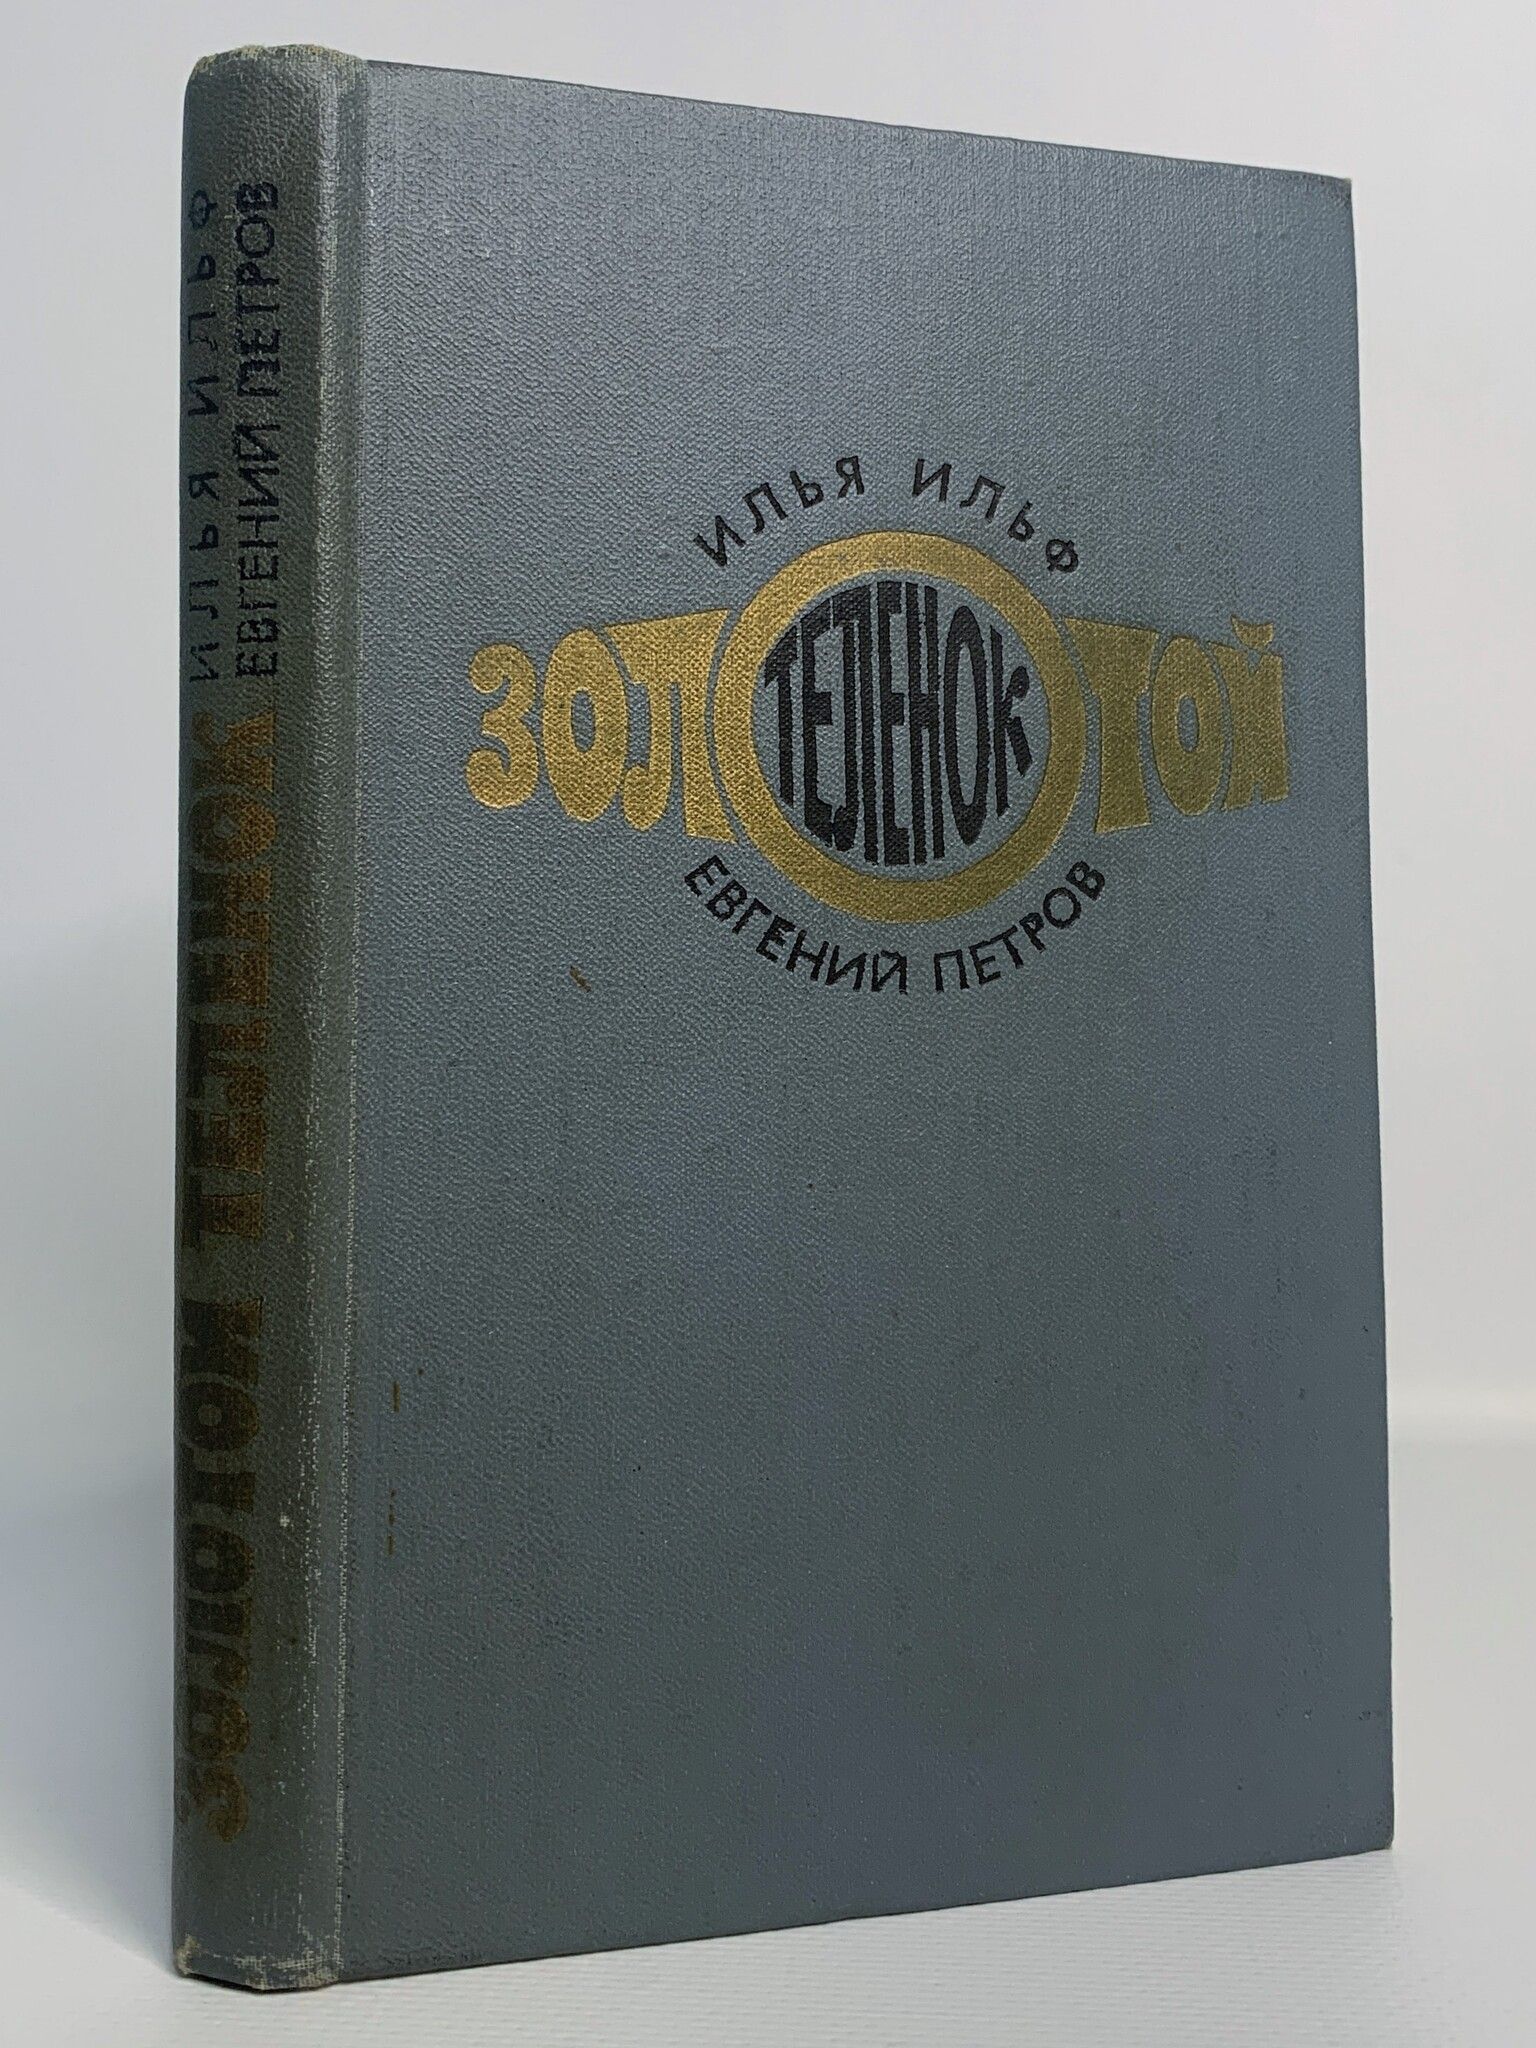 ИЛЬЯ ИЛЬФ
ЕВГЕНИЙ ПЕТРОВ
ЗОЛОТОЙ ТЕЛЕНОК
ИЛЬЯ ИЛЬФ
ЗОЛОТОЙ
ТЕЛЕНОК
ЕВГЕНИЙ ПЕТРОВ